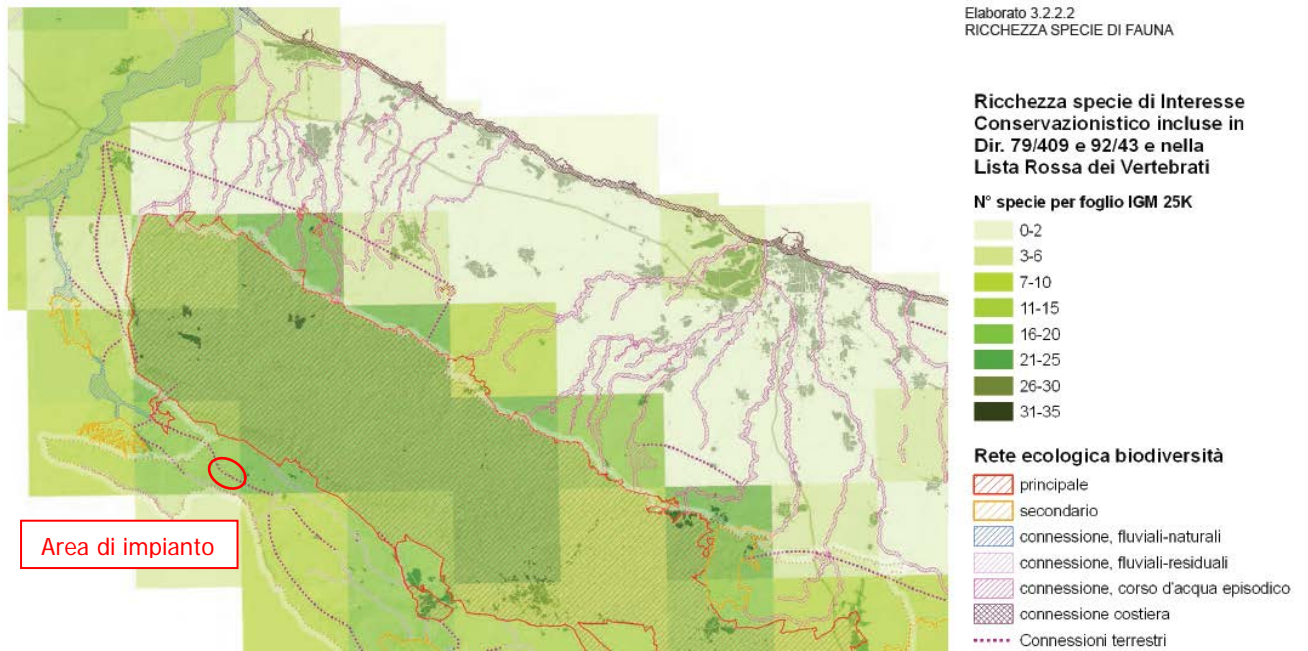 Elaborato 3.2.2.2
RICCHEZZA SPECIE DI FAUNA
Ricchezza specie di Interesse
Conservazionistico incluse in
Dir. 79/409 e 92/43 e nella
Lista Rossa dei Vertebrati
N° specie per foglio IGM 25K
0-2
3-6
7-10
11-15
16-20
21-25
26-30
31-35
Rete ecologica biodiversità
principale
secondario
connessione, fluviali-naturali
connessione, fluviali-residuali
connessione, corso d'acqua episodico
connessione costiera
Connessioni terrestri
Area di impianto